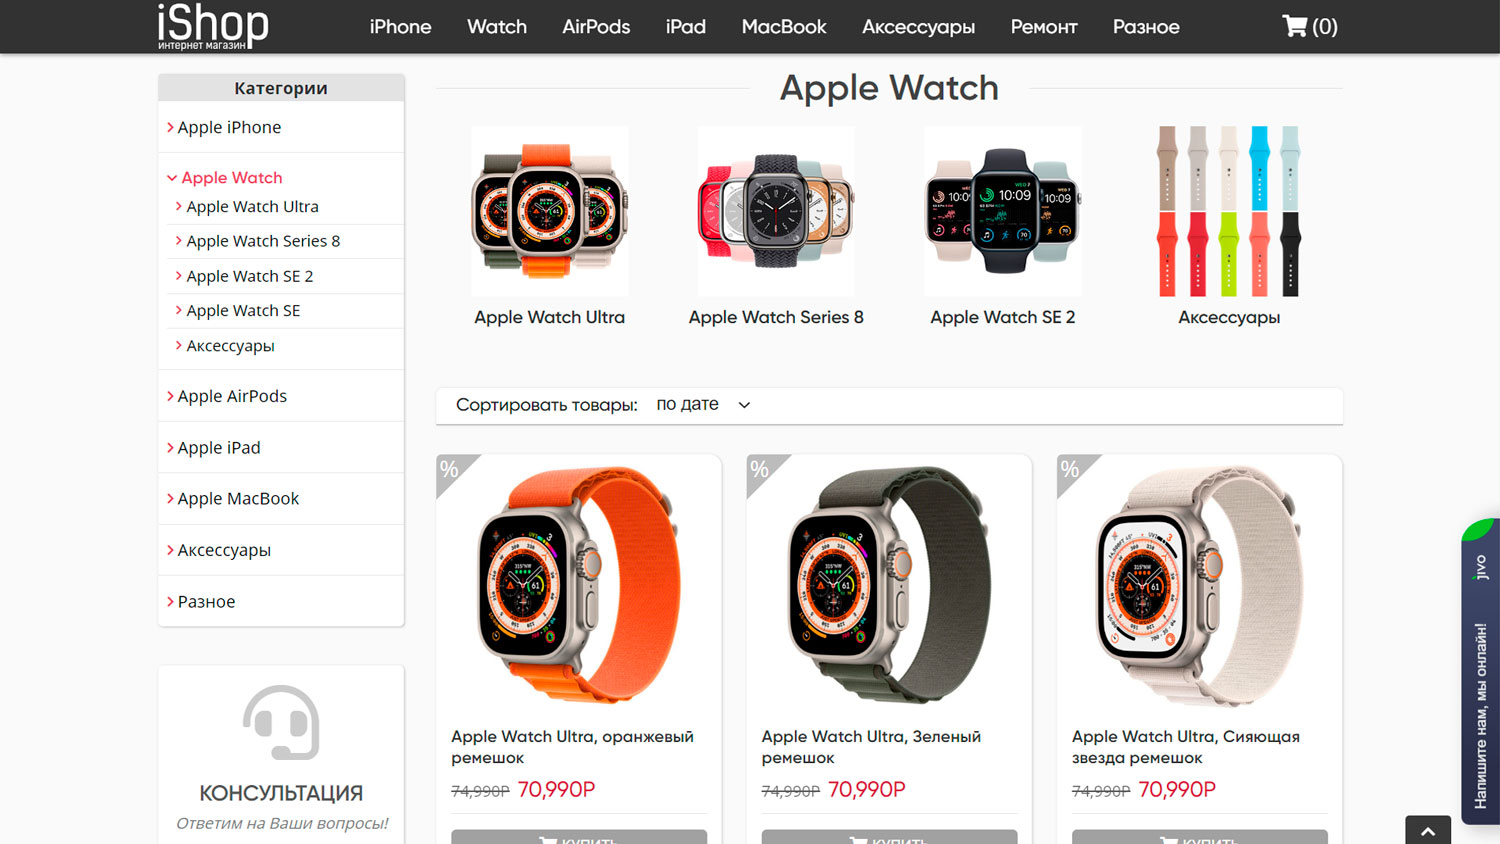 iShop
интернет магазин
iPhone
Watch
AirPods
iPad
MacBook
Аксессуары
Ремонт
Разное
(0)
Категории
Apple iPhone
Apple Watch
Apple Watch Ultra
Apple Watch Series 8
Apple Watch SE 2
Apple Watch SE
Аксессуары
Apple AirPods
Apple iPad
Apple MacBook
Аксессуары
Разное
КОНСУЛЬТАЦИЯ
Ответим на Ваши вопросы!
Apple Watch
Apple Watch Ultra
Apple Watch Series 8
Apple Watch SE 2
Аксессуары
Сортировать товары: по дате
%
Apple Watch Ultra, оранжевый
ремешок
74,990Р 70,990Р
КУПИТЬ
%
Apple Watch Ultra, Зеленый
ремешок
74,990Р 70,990Р
КУПИТЬ
%
Apple Watch Ultra, Сияющая
звезда ремешок
74,990Р 70,990Р
КУПИТЬ
jivo
Напишите нам, мы онлайн!